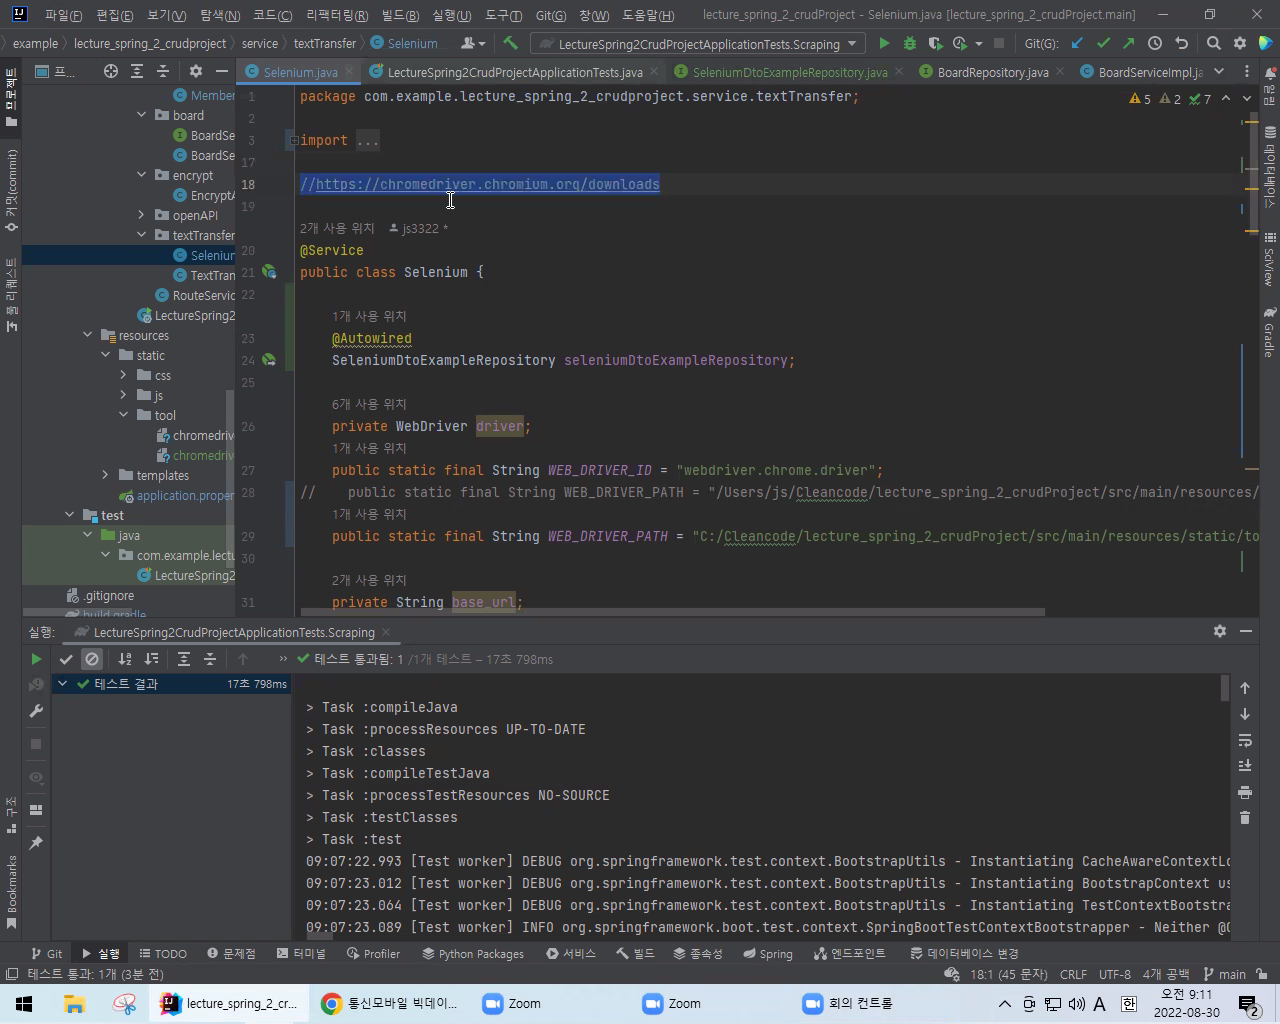 파일(F) 편집(E) 보기(V) 탐색(N) 코드(C) 리팩터링(R) 빌드(B) 실행(U) 도구(T) Git(G) 창(W) 도움말(H) lecture_spring_2_crudProject - Selenium.java [lecture_spring_2_crudProject.main]
example lecture_spring_2_crudproject service textTransfer Selenium LectureSpring2CrudProjectApplicationTests.Scraping Git(G):
프... Selenium.java LectureSpring2CrudProjectApplicationTests.java SeleniumDtoExampleRepository.java BoardRepository.java BoardServiceImpl.j
프로젝트
커밋(commit)
풀 리퀘스트
구조
Bookmarks
Member
board
BoardSe
BoardSe
encrypt
Encrypt
openAPI
textTransfer
Seleniun
TextTran
RouteServic
LectureSpring2
resources
static
css
js
tool
chromedriv
chromedriv
templates
application.proper
test
java
com.example.lectu
LectureSpring2
.gitignore
build.gradle
1 package com.example.lecture_spring_2_crudproject.service.textTransfer;
5 2 7
2
3 import ...
17
18 //https://chromedriver.chromium.org/downloads
19
2개 사용 위치 js3322 *
20 @Service
21 public class Selenium {
22
1개 사용 위치
23 @Autowired
24 SeleniumDtoExampleRepository seleniumDtoExampleRepository;
25
6개 사용 위치
26 private WebDriver driver;
1개 사용 위치
27 public static final String WEB_DRIVER_ID = "webdriver.chrome.driver";
28 // public static final String WEB_DRIVER_PATH = "/Users/js/Cleancode/lecture_spring_2_crudProject/src/main/resources/
1개 사용 위치
29 public static final String WEB_DRIVER_PATH = "C:/Cleancode/lecture_spring_2_crudProject/src/main/resources/static/to
30
2개 사용 위치
31 private String base_url;
알림
데이터베이스
SciView
Gradle
실행: LectureSpring2CrudProjectApplicationTests.Scraping
테스트 통과됨: 1 /1개 테스트 – 17초 798ms
테스트 결과 17초 798ms
> Task :compileJava
> Task :processResources UP-TO-DATE
> Task :classes
> Task :compileTestJava
> Task :processTestResources NO-SOURCE
> Task :testClasses
> Task :test
09:07:22.993 [Test worker] DEBUG org.springframework.test.context.BootstrapUtils - Instantiating CacheAwareContextLo
09:07:23.012 [Test worker] DEBUG org.springframework.test.context.BootstrapUtils - Instantiating BootstrapContext us
09:07:23.064 [Test worker] DEBUG org.springframework.test.context.BootstrapUtils - Instantiating TestContextBootstra
09:07:23.089 [Test worker] INFO org.springframework.boot.test.context.SpringBootTestContextBootstrapper - Neither @C
Git 실행 TODO 문제점 터미널 Profiler Python Packages 서비스 빌드 종속성 Spring 엔드포인트 데이터베이스 변경
테스트 통과: 1개 (3분 전) 18:1 (45 문자) CRLF UTF-8 4개 공백 main
lecture_spring_2_cr... 통신모바일 빅데이... Zoom Zoom 회의 컨트롤 A 한 오전 9:11
2022-08-30 2